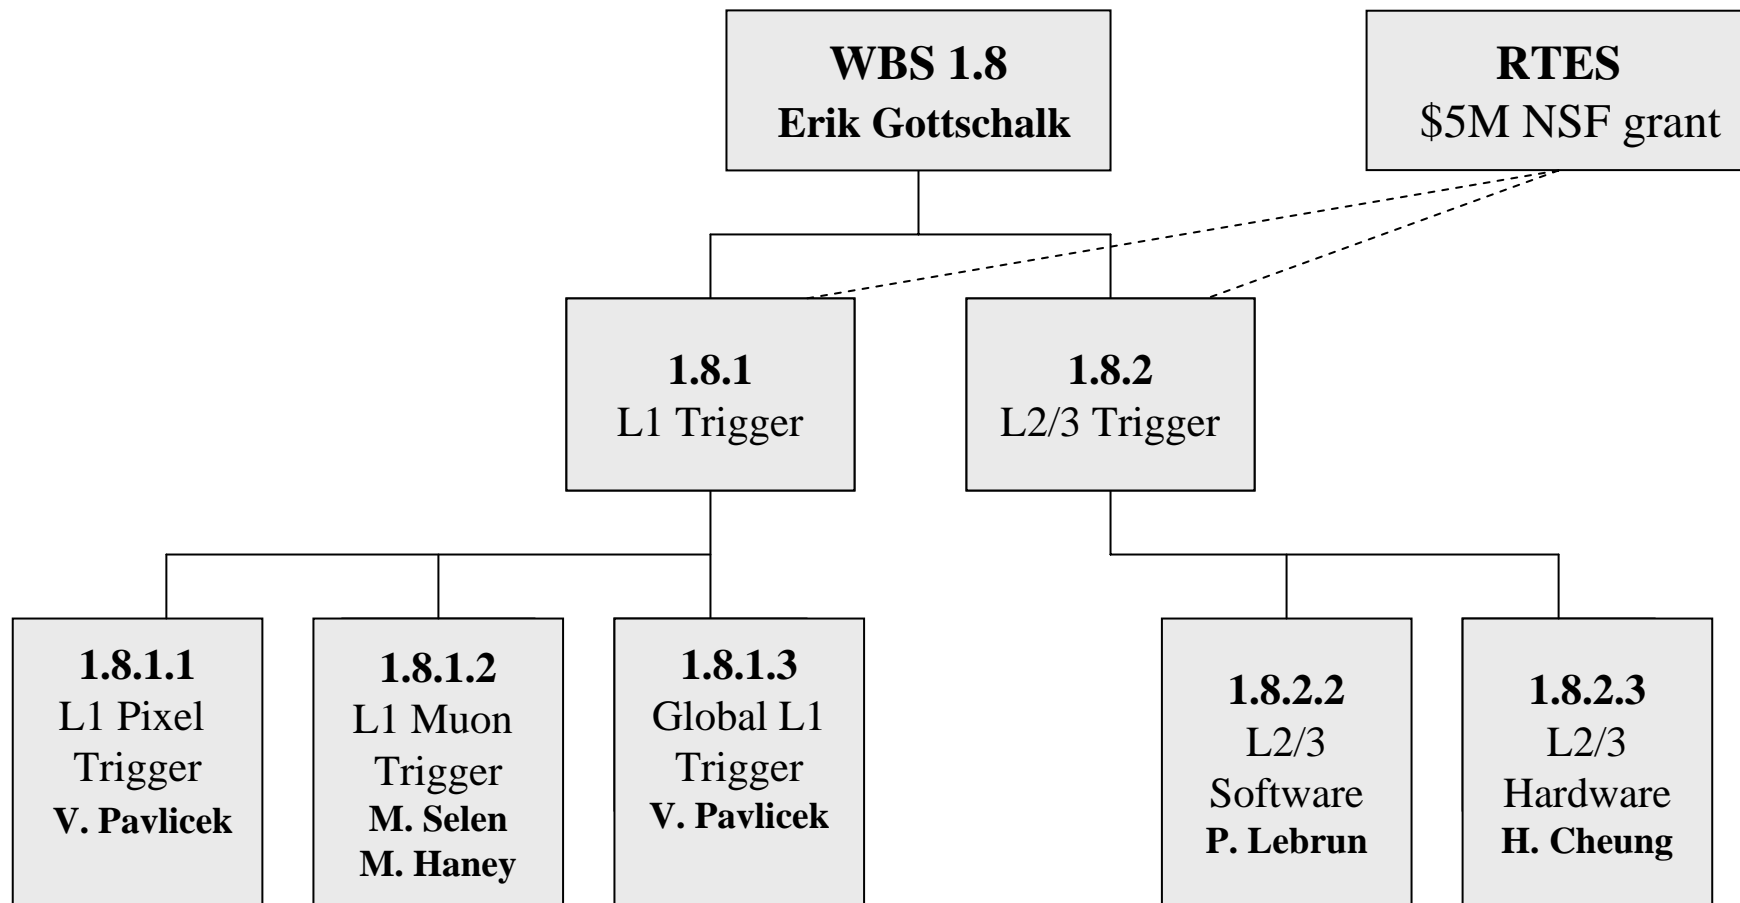 WBS 1.8
Erik Gottschalk
RTES
$5M NSF grant
1.8.1
L1 Trigger
1.8.2
L2/3 Trigger
1.8.1.1
L1 Pixel
Trigger
V. Pavlicek
1.8.1.2
L1 Muon
Trigger
M. Selen
M. Haney
1.8.1.3
Global L1
Trigger
V. Pavlicek
1.8.2.2
L2/3
Software
P. Lebrun
1.8.2.3
L2/3
Hardware
H. Cheung